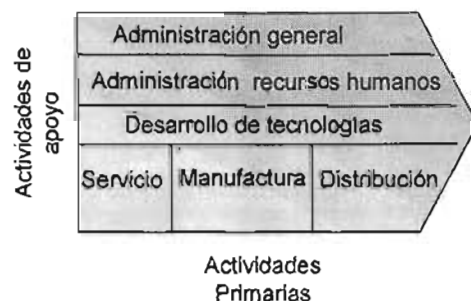 Administración general
Administración recursos humanos
Desarrollo de tecnologías
Servicio Manufactura Distribución
Actividades de
apoyo
Actividades
Primarias